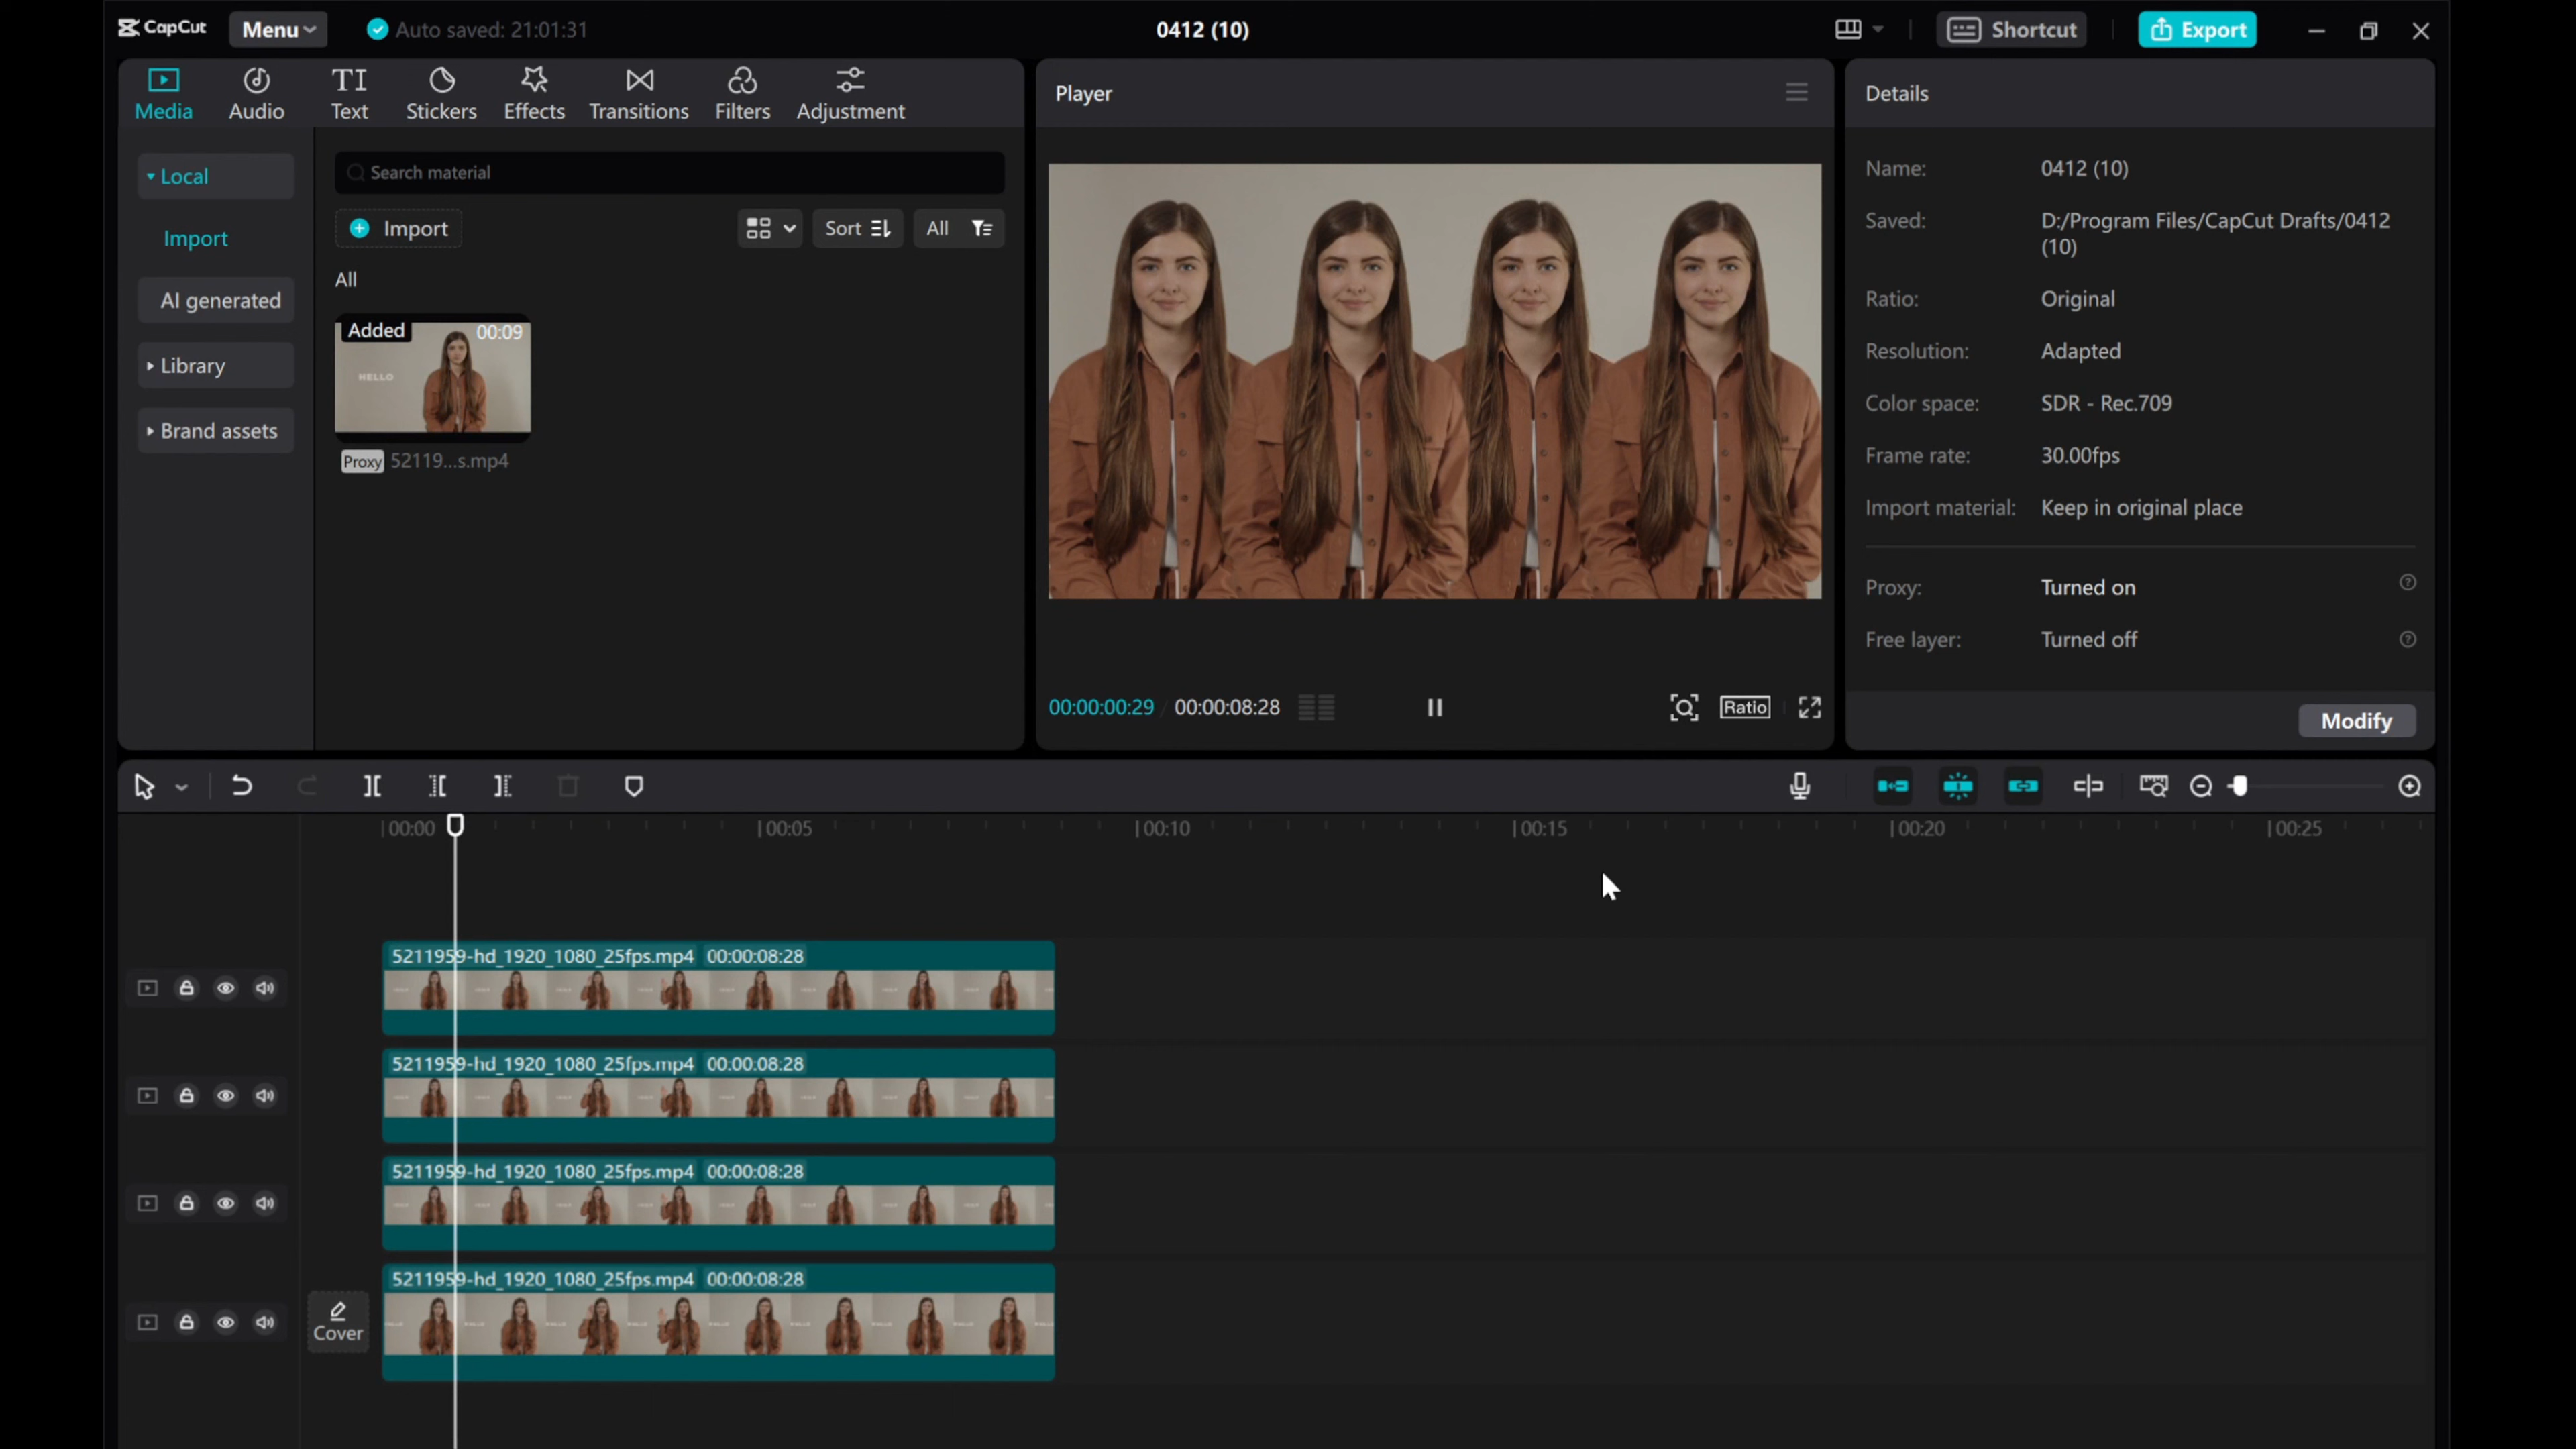 CapCut
Menu
Auto saved: 21:01:31
0412 (10)
Shortcut
Export
Media
Audio
TI
Text
Stickers
Effects
Transitions
Filters
Adjustment
Local
Import
AI generated
Library
Brand assets
Search material
Import
Sort
All
All
Added
00:09
HELLO
Proxy
52119...s.mp4
Player
00:00:00:29 / 00:00:08:28
Ratio
Details
Name: 0412 (10)
Saved: D:/Program Files/CapCut Drafts/0412
(10)
Ratio: Original
Resolution: Adapted
Color space: SDR - Rec.709
Frame rate: 30.00fps
Import material: Keep in original place
Proxy: Turned on
Free layer: Turned off
Modify
00:00
00:05
00:10
00:15
00:20
00:25
5211959-hd_1920_1080_25fps.mp4 00:00:08:28
5211959-hd_1920_1080_25fps.mp4 00:00:08:28
5211959-hd_1920_1080_25fps.mp4 00:00:08:28
Cover
5211959-hd_1920_1080_25fps.mp4 00:00:08:28